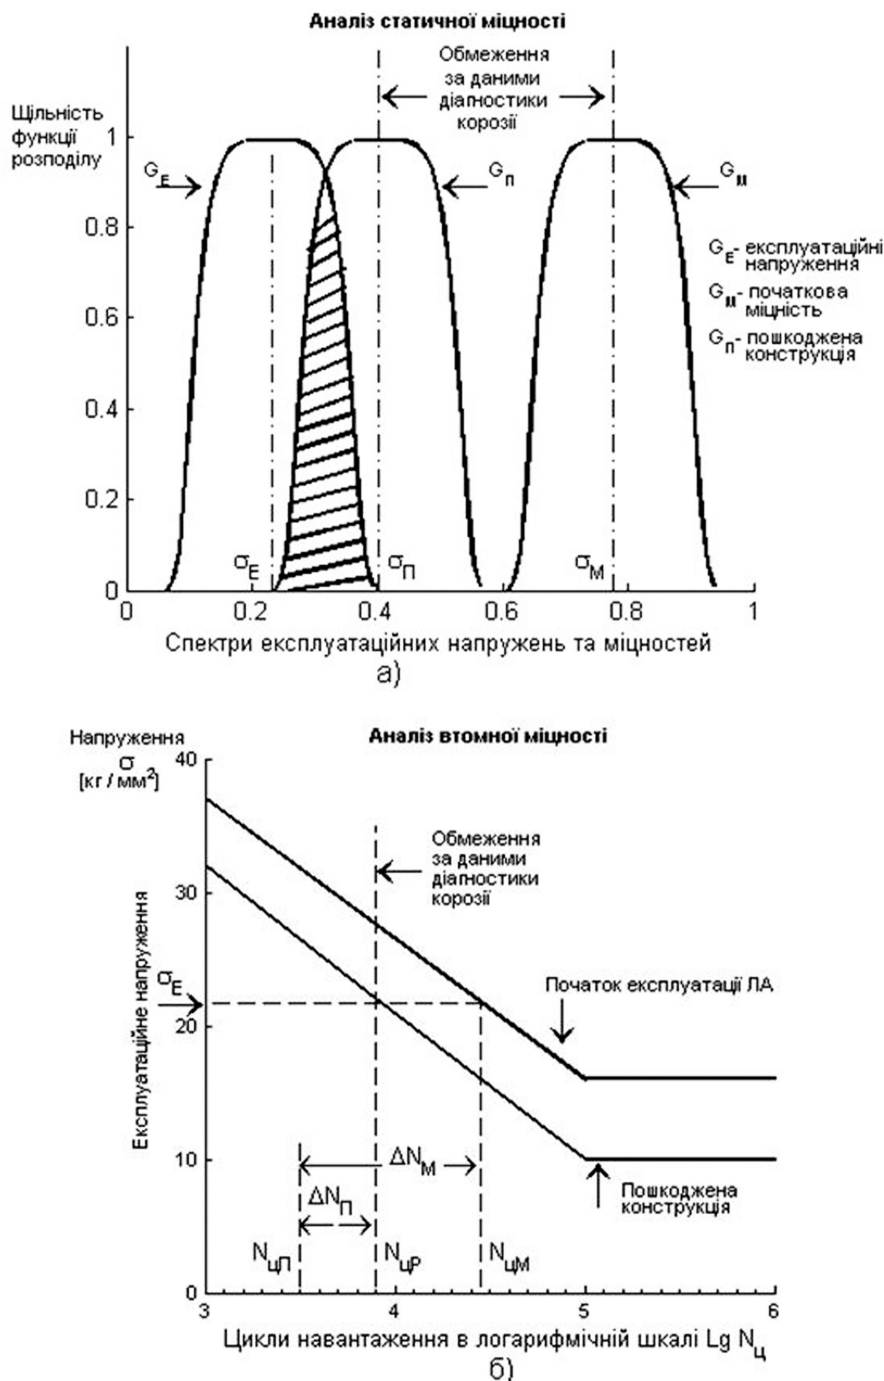 Аналіз статичної міцності
Обмеження
за даними
діагностики
корозії
Щільність
функції
розподілу
1
0.8
0.6
0.4
0.2
0
G_E
G_П
G_М
G_E- експлуатаційні
напруження
G_М- початкова
міцність
G_П- пошкоджена
конструкція
σ_E
σ_П
σ_М
0 0.2 0.4 0.6 0.8 1
Спектри експлуатаційних напружень та міцностей
а)
Аналіз втомної міцності
Напруження
σ
[кг / мм²]
40
30
20
10
0
Експлуатаційне напруження
σ_E
Обмеження
за даними
діагностики
корозії
Початок експлуатації ЛА
Пошкоджена
конструкція
ΔN_М
ΔN_П
N_цП N_цР N_цМ
3 4 5 6
Цикли навантаження в логарифмічній шкалі Lg N_ц
б)